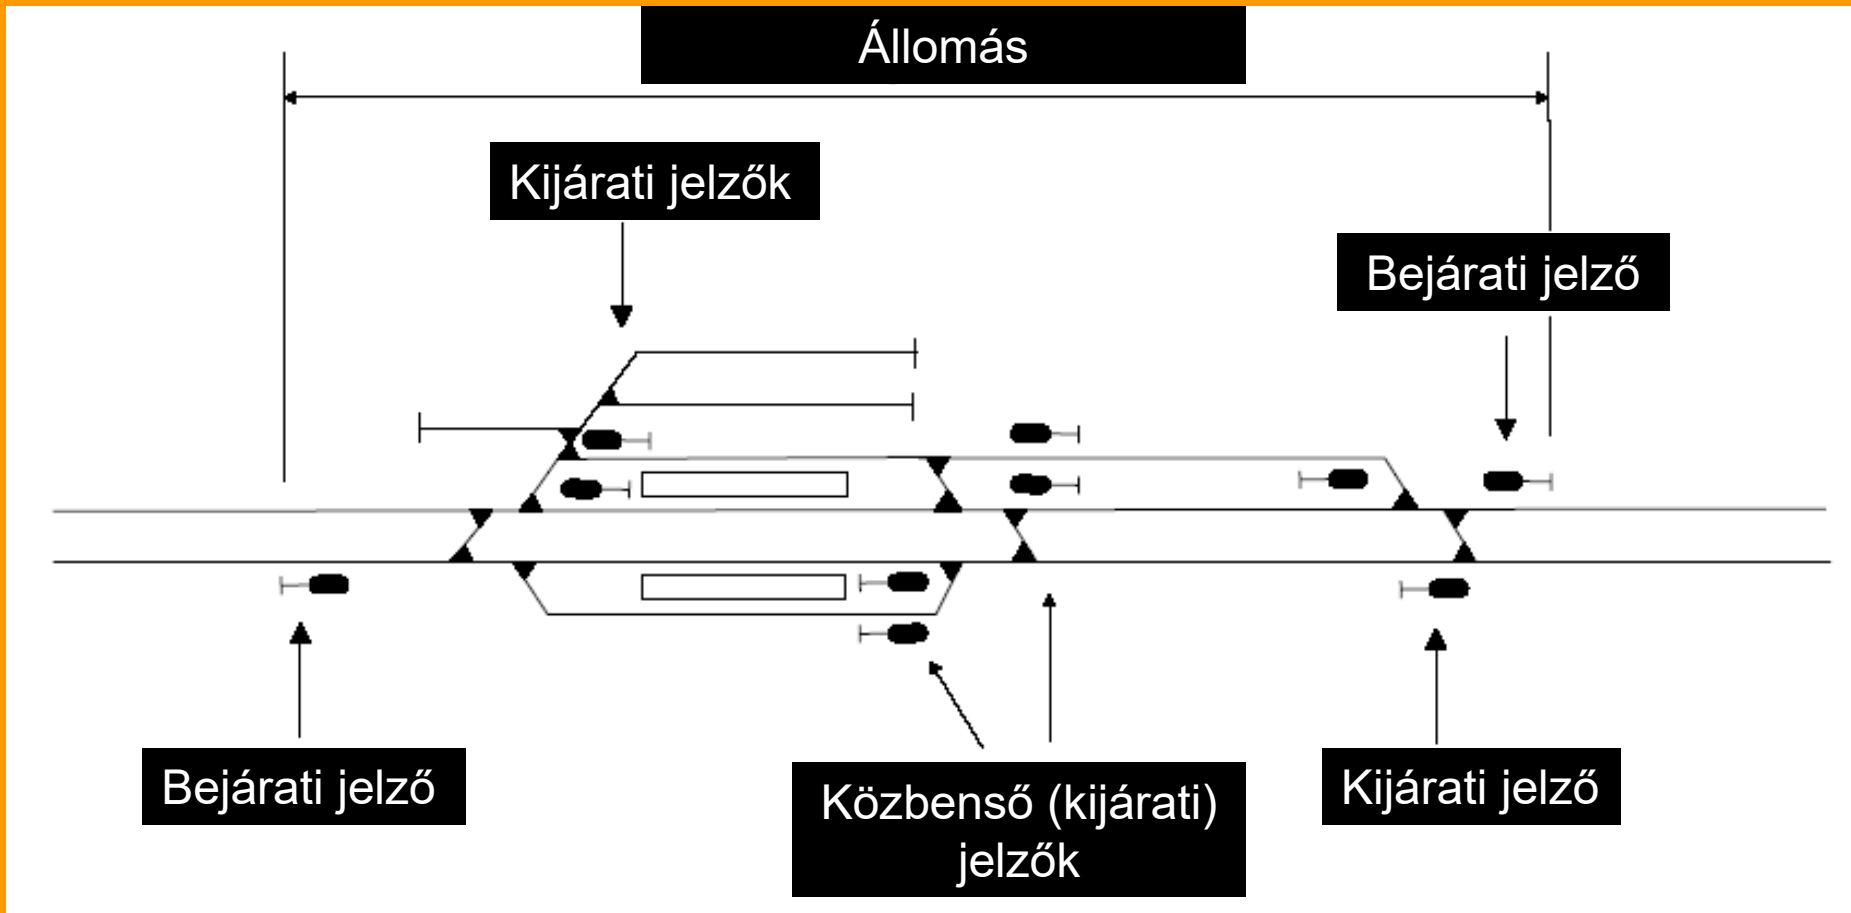 Állomás
Kijárati jelzők
Bejárati jelző
Bejárati jelző
Közbenső (kijárati)
jelzők
Kijárati jelző